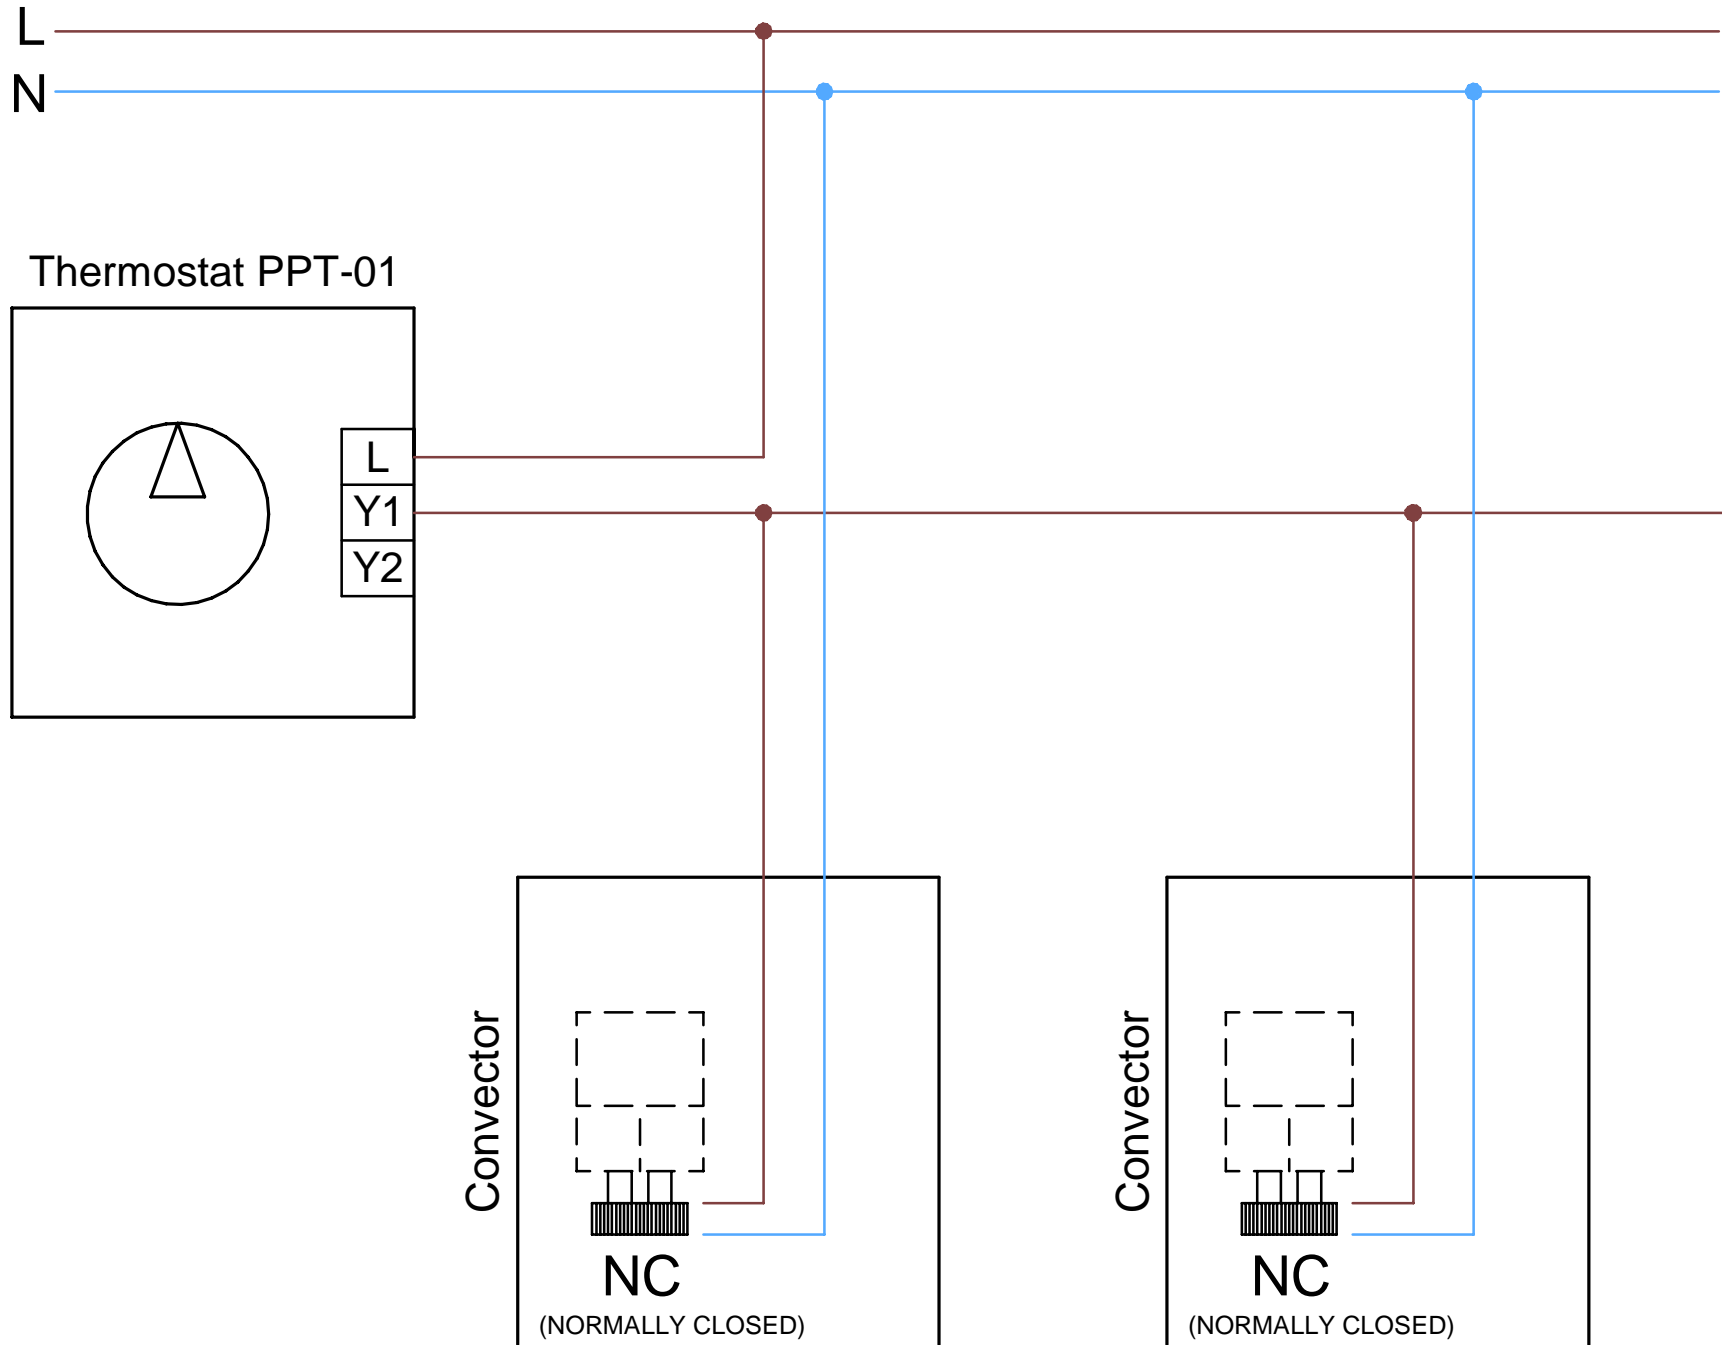 L
N
Thermostat PPT-01
L
Y1
Y2
Convector
NC
(NORMALLY CLOSED)
Convector
NC
(NORMALLY CLOSED)